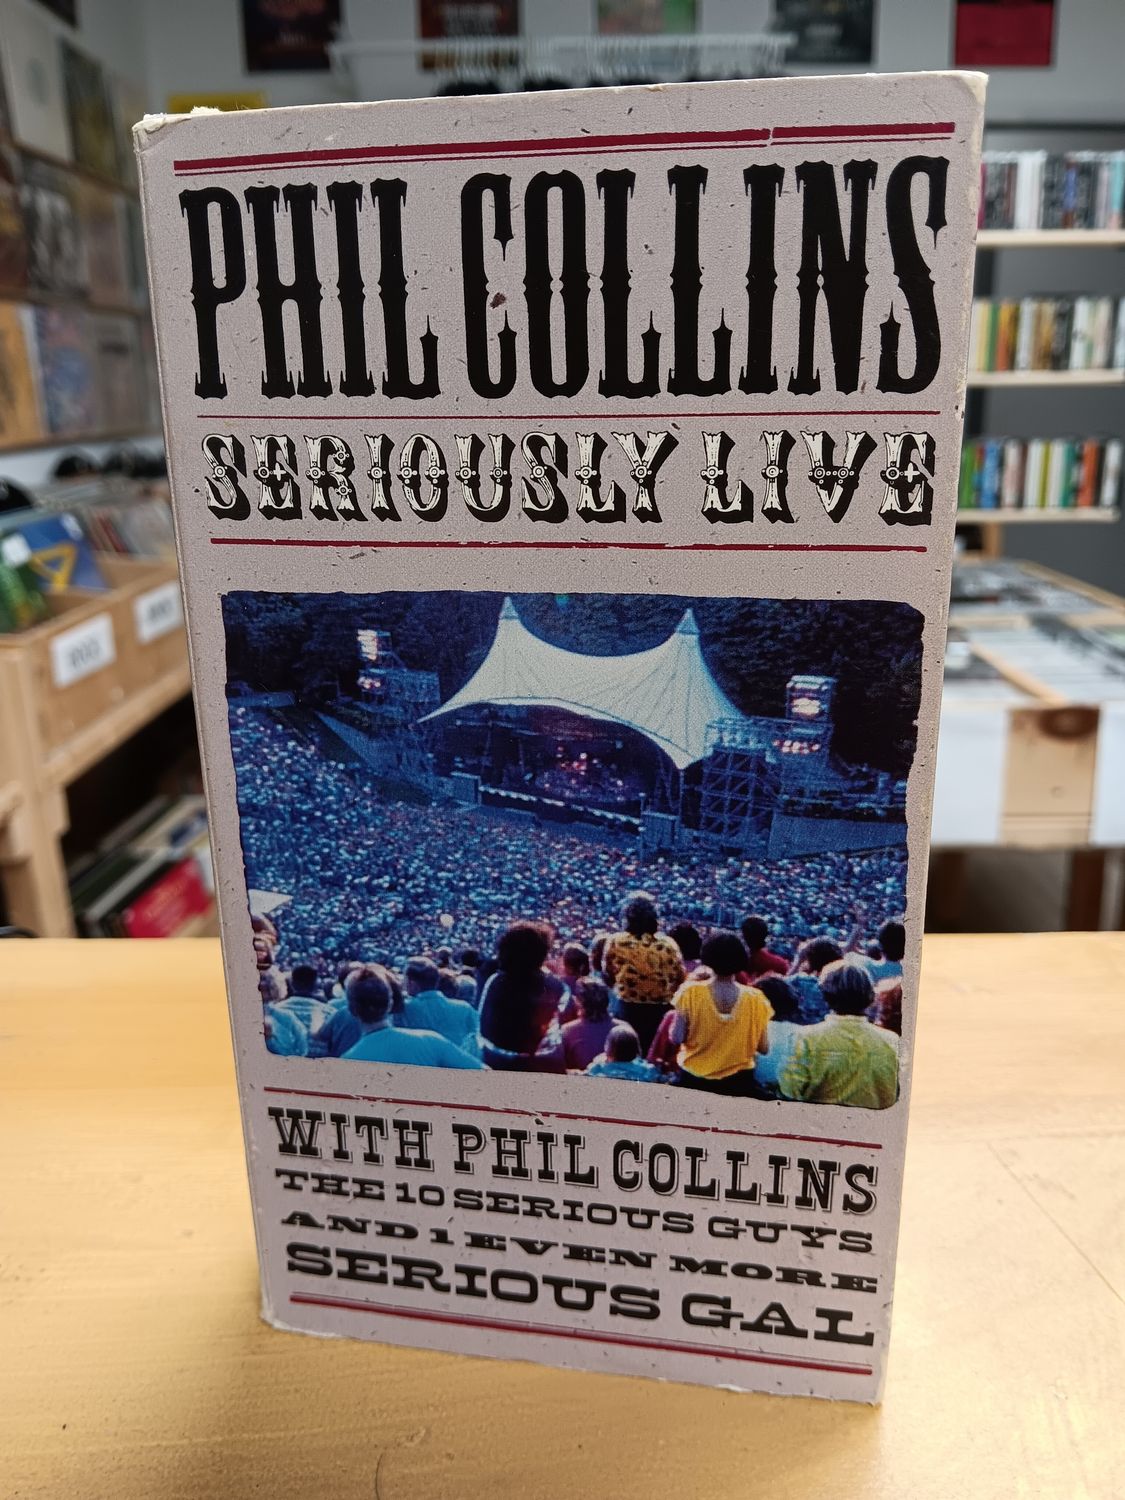 PHIL COLLINS
SERIOUSLY LIVE
WITH PHIL COLLINS
THE 10 SERIOUS GUYS
AND 1 EVEN MORE
SERIOUS GAL